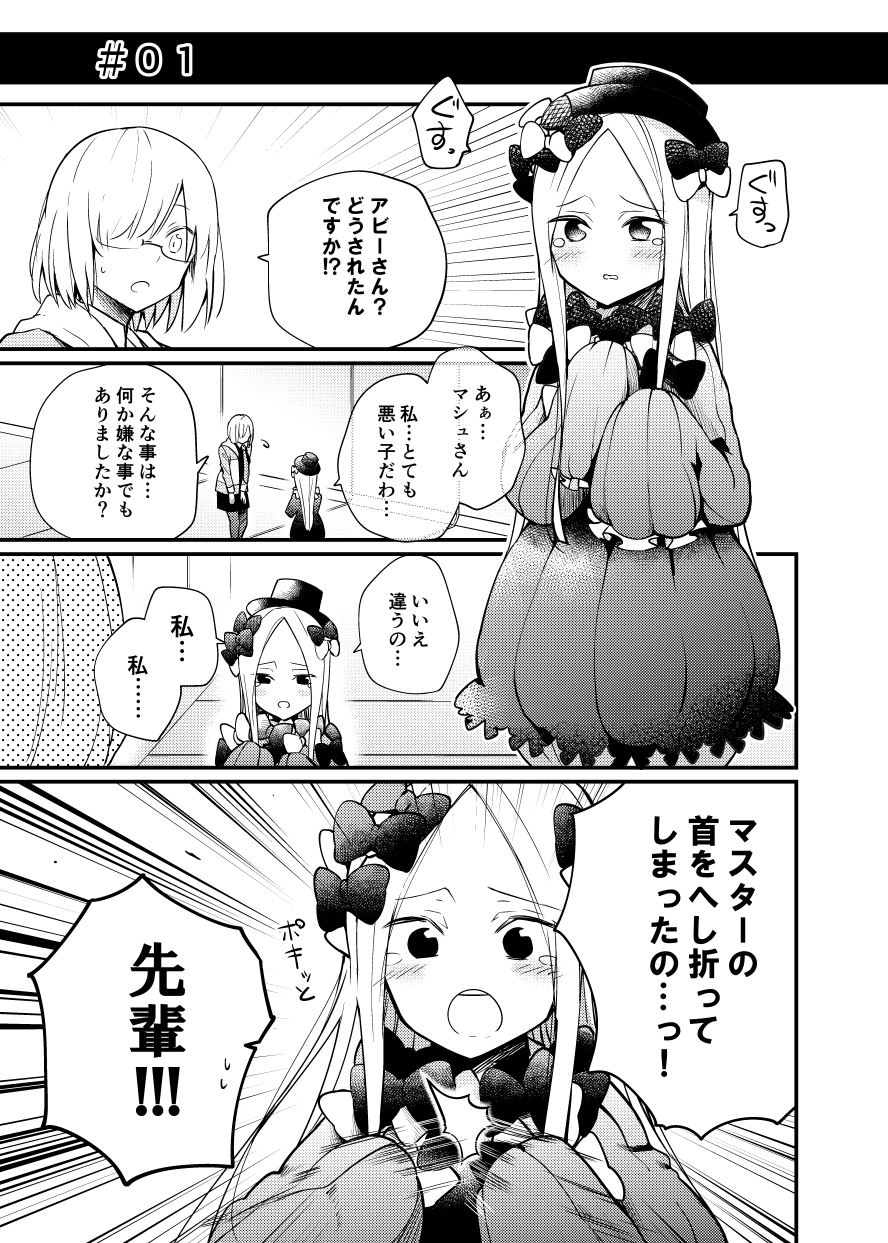 #01
ぐすっ
ぐすっ
アビーさん?
どうされたん
ですか!?
あぁ…
マシュさん
私…とても
悪い子だわ…
そんな事は…
何か嫌な事でも
ありましたか?
いいえ
違うの…
私…
私……
マスターの
首をへし折って
しまったの…っ!
ポキッと
先輩!!!